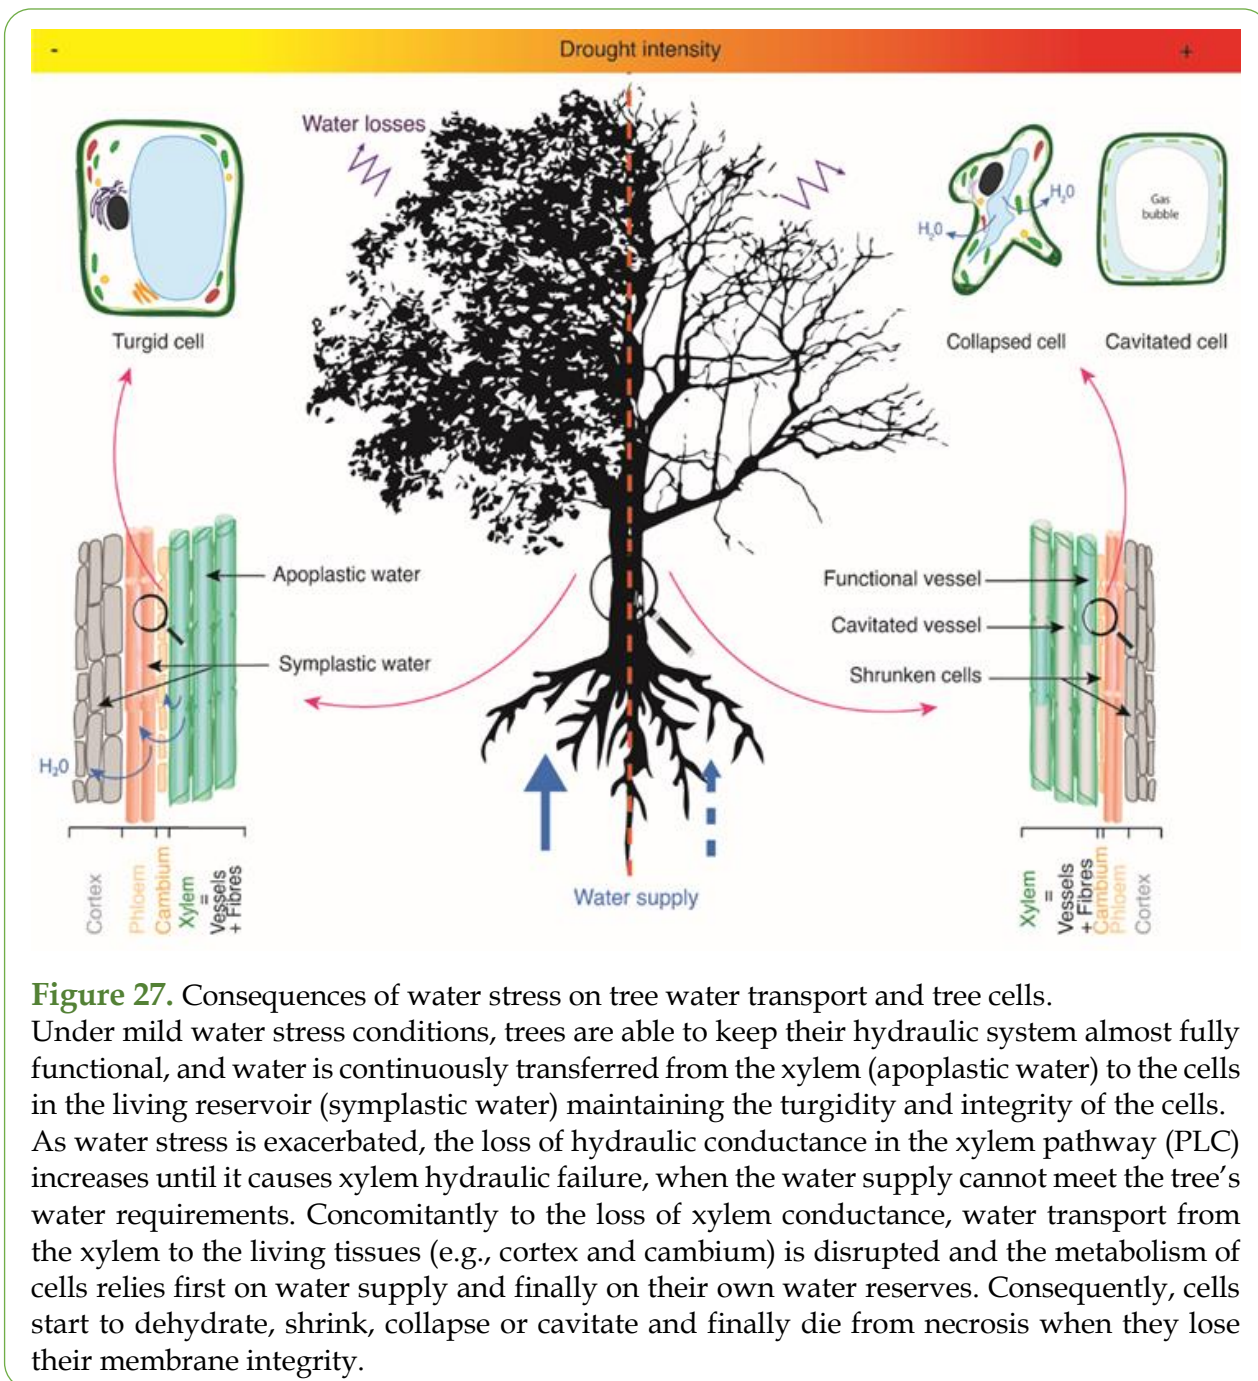 - Drought intensity +
Water losses
H₂0
H₂0
Gas
bubble
Turgid cell
Collapsed cell
Cavitated cell
Apoplastic water
Symplastic water
H₂0
Functional vessel
Cavitated vessel
Shrunken cells
Water supply
Cortex
Phloem
Cambium
Xylem
=
Vessels
+ Fibres
Xylem
=
Vessels
+ Fibres
Cambium
Phloem
Cortex
Figure 27. Consequences of water stress on tree water transport and tree cells.
Under mild water stress conditions, trees are able to keep their hydraulic system almost fully
functional, and water is continuously transferred from the xylem (apoplastic water) to the cells
in the living reservoir (symplastic water) maintaining the turgidity and integrity of the cells.
As water stress is exacerbated, the loss of hydraulic conductance in the xylem pathway (PLC)
increases until it causes xylem hydraulic failure, when the water supply cannot meet the tree’s
water requirements. Concomitantly to the loss of xylem conductance, water transport from
the xylem to the living tissues (e.g., cortex and cambium) is disrupted and the metabolism of
cells relies first on water supply and finally on their own water reserves. Consequently, cells
start to dehydrate, shrink, collapse or cavitate and finally die from necrosis when they lose
their membrane integrity.